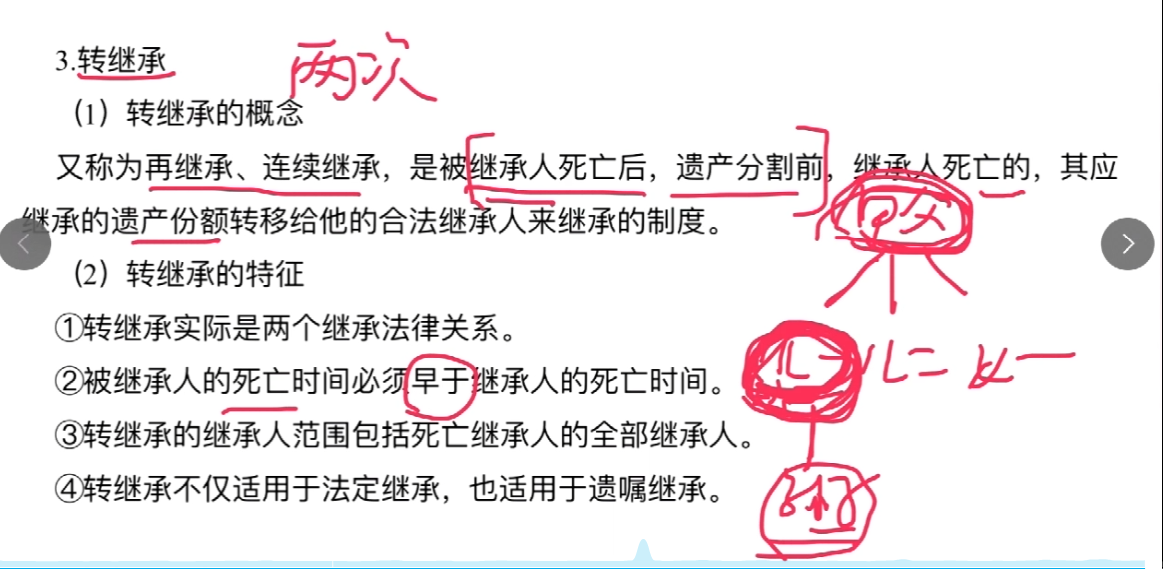 3.转继承
两次
（1）转继承的概念
又称为再继承、连续继承，是被继承人死亡后，遗产分割前，继承人死亡的，其应
继承的遗产份额转移给他的合法继承人来继承的制度。
（2）转继承的特征
①转继承实际是两个继承法律关系。
②被继承人的死亡时间必须早于继承人的死亡时间。
③转继承的继承人范围包括死亡继承人的全部继承人。
④转继承不仅适用于法定继承，也适用于遗嘱继承。